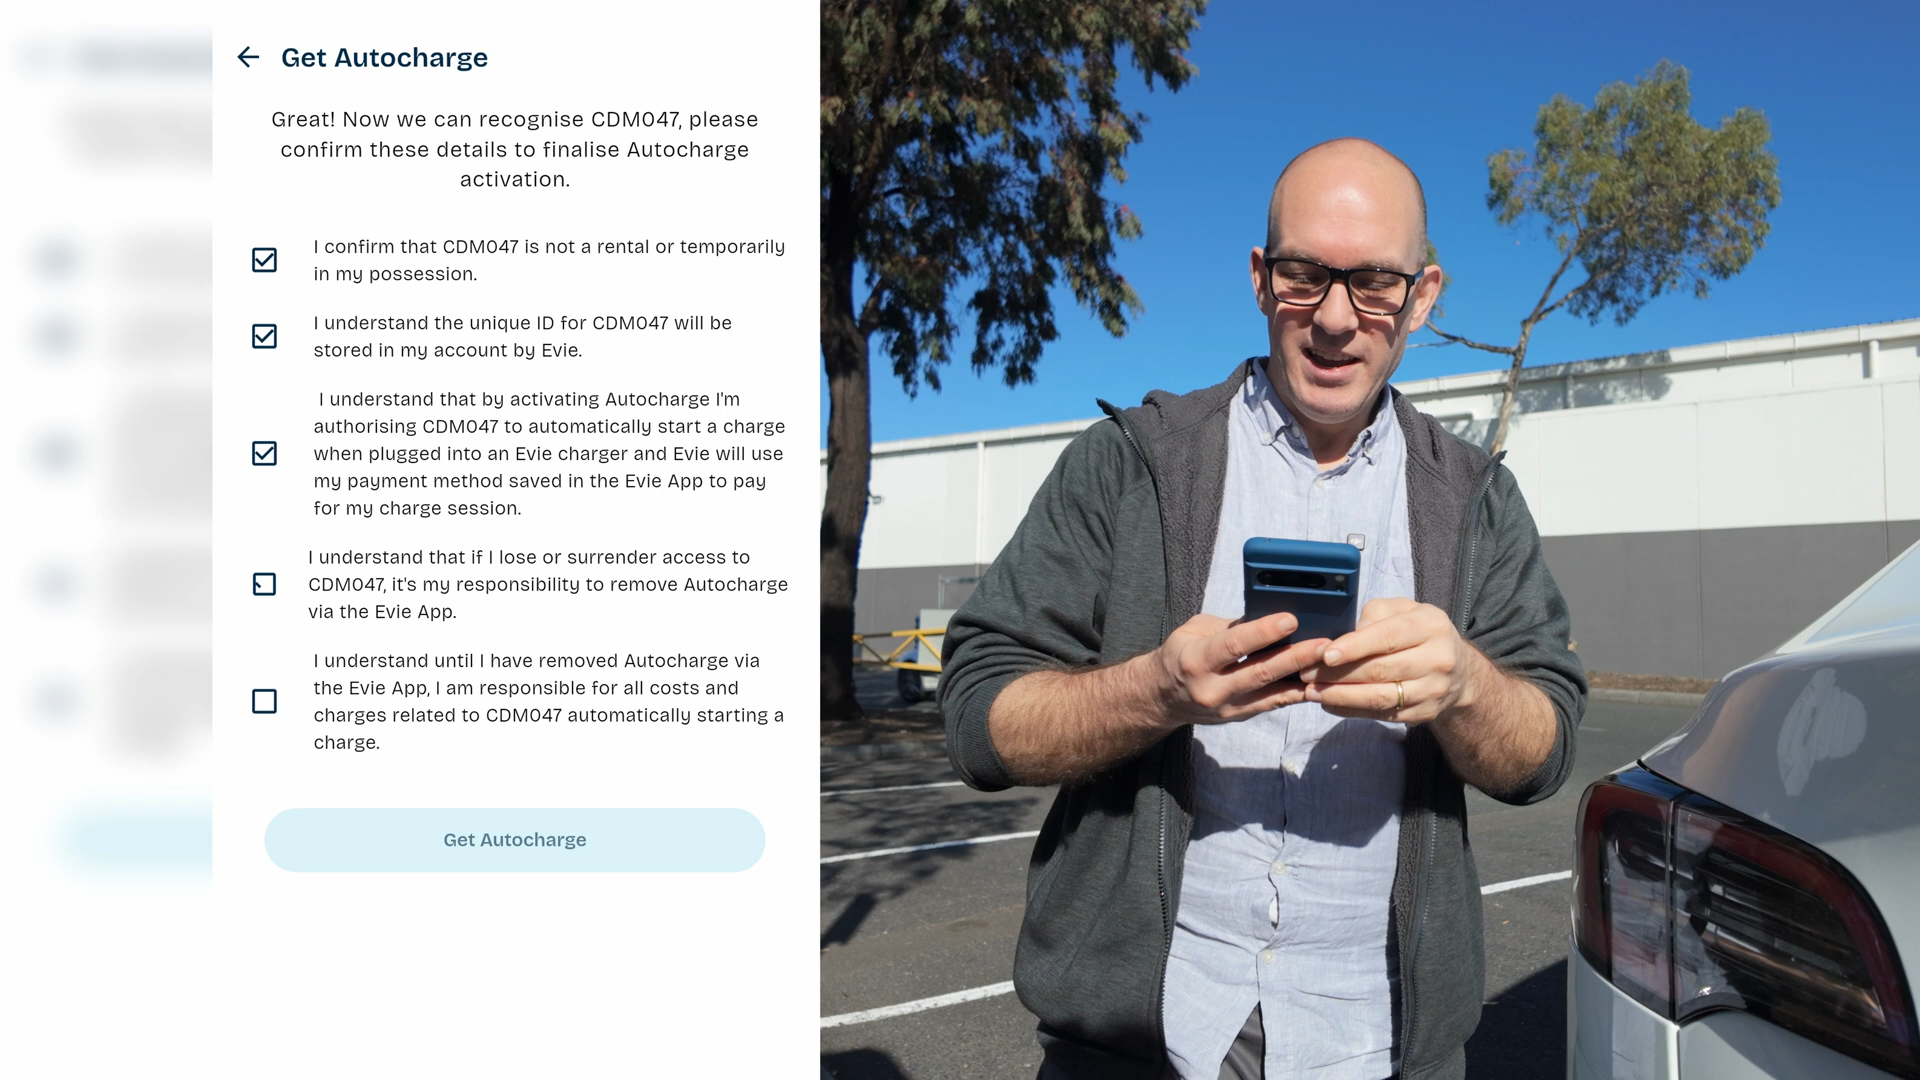 Get Autocharge
Great! Now we can recognise CDM047, please
confirm these details to finalise Autocharge
activation.
I confirm that CDM047 is not a rental or temporarily
in my possession.
I understand the unique ID for CDM047 will be
stored in my account by Evie.
I understand that by activating Autocharge I'm
authorising CDM047 to automatically start a charge
when plugged into an Evie charger and Evie will use
my payment method saved in the Evie App to pay
for my charge session.
I understand that if I lose or surrender access to
CDM047, it's my responsibility to remove Autocharge
via the Evie App.
I understand until I have removed Autocharge via
the Evie App, I am responsible for all costs and
charges related to CDM047 automatically starting a
charge.
Get Autocharge